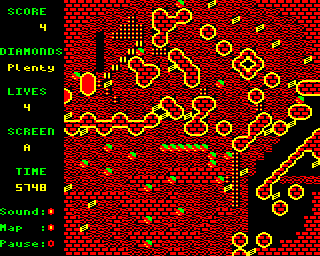 SCORE
4
DIAMONDS
Plenty
LIVES
4
SCREEN
A
TIME
5748
Sound:
Map :
Pause: